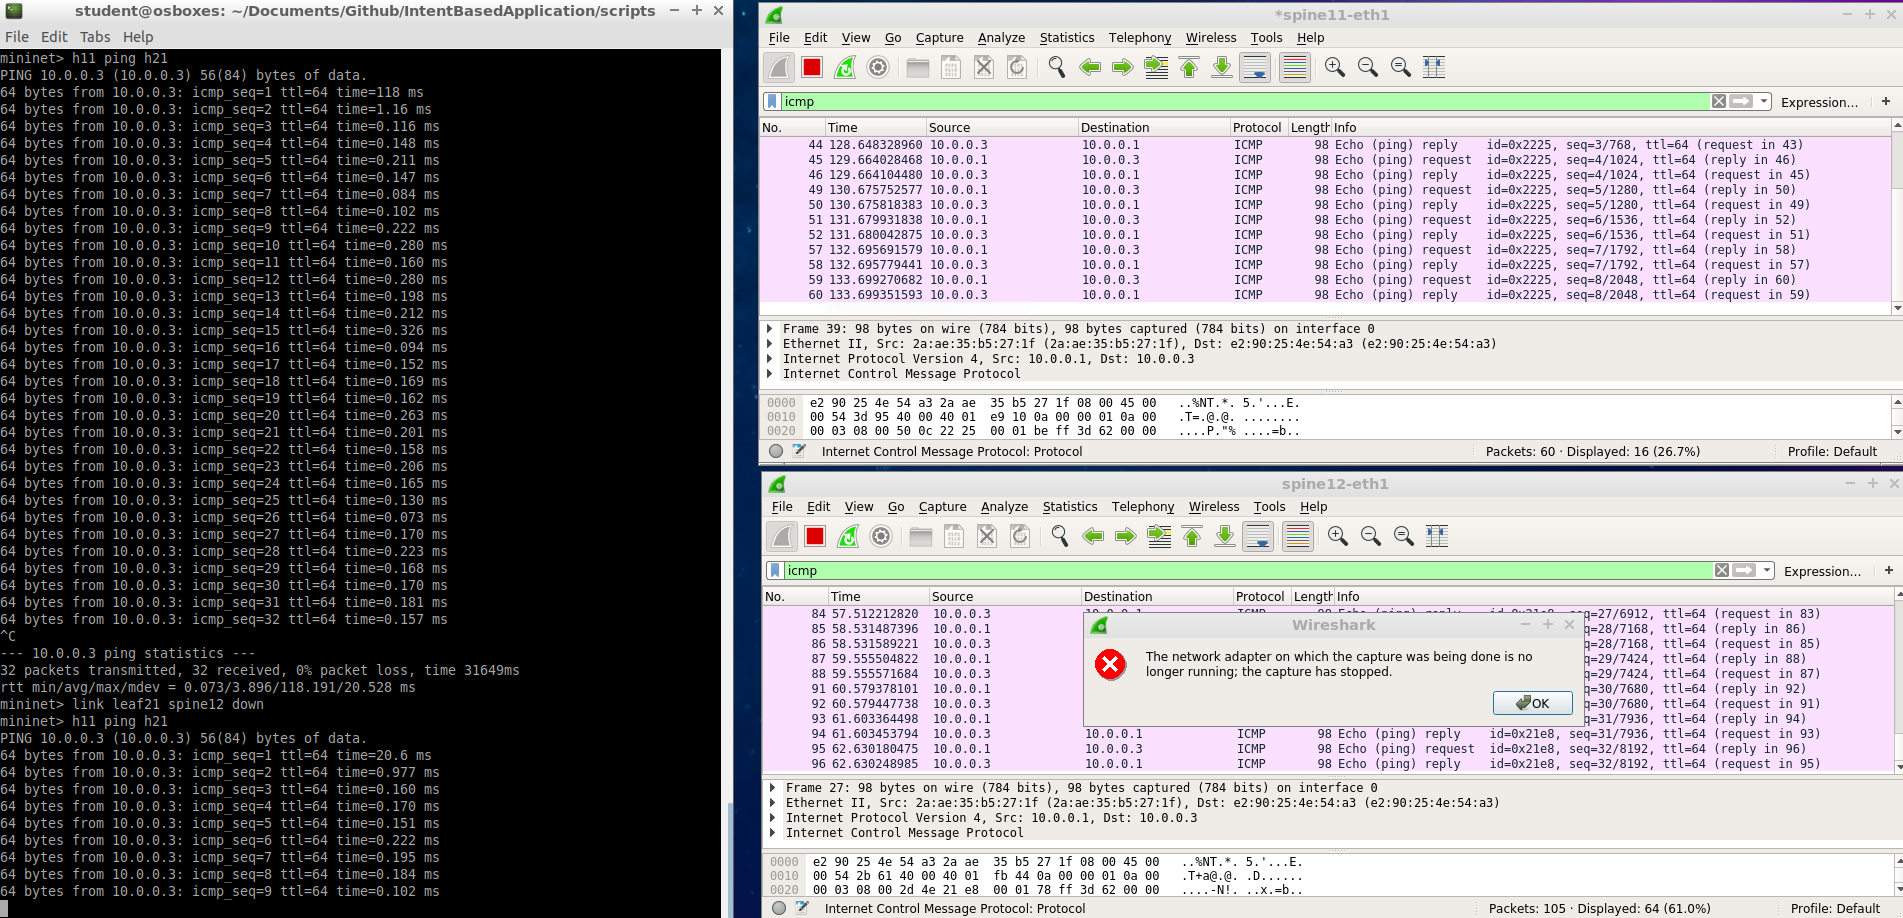 student@osboxes: ~/Documents/Github/IntentBasedApplication/scripts
File Edit Tabs Help
mininet> h11 ping h21
PING 10.0.0.3 (10.0.0.3) 56(84) bytes of data.
64 bytes from 10.0.0.3: icmp_seq=1 ttl=64 time=118 ms
64 bytes from 10.0.0.3: icmp_seq=2 ttl=64 time=1.16 ms
64 bytes from 10.0.0.3: icmp_seq=3 ttl=64 time=0.116 ms
64 bytes from 10.0.0.3: icmp_seq=4 ttl=64 time=0.148 ms
64 bytes from 10.0.0.3: icmp_seq=5 ttl=64 time=0.211 ms
64 bytes from 10.0.0.3: icmp_seq=6 ttl=64 time=0.147 ms
64 bytes from 10.0.0.3: icmp_seq=7 ttl=64 time=0.084 ms
64 bytes from 10.0.0.3: icmp_seq=8 ttl=64 time=0.102 ms
64 bytes from 10.0.0.3: icmp_seq=9 ttl=64 time=0.222 ms
64 bytes from 10.0.0.3: icmp_seq=10 ttl=64 time=0.280 ms
64 bytes from 10.0.0.3: icmp_seq=11 ttl=64 time=0.160 ms
64 bytes from 10.0.0.3: icmp_seq=12 ttl=64 time=0.280 ms
64 bytes from 10.0.0.3: icmp_seq=13 ttl=64 time=0.198 ms
64 bytes from 10.0.0.3: icmp_seq=14 ttl=64 time=0.212 ms
64 bytes from 10.0.0.3: icmp_seq=15 ttl=64 time=0.326 ms
64 bytes from 10.0.0.3: icmp_seq=16 ttl=64 time=0.094 ms
64 bytes from 10.0.0.3: icmp_seq=17 ttl=64 time=0.152 ms
64 bytes from 10.0.0.3: icmp_seq=18 ttl=64 time=0.169 ms
64 bytes from 10.0.0.3: icmp_seq=19 ttl=64 time=0.162 ms
64 bytes from 10.0.0.3: icmp_seq=20 ttl=64 time=0.263 ms
64 bytes from 10.0.0.3: icmp_seq=21 ttl=64 time=0.201 ms
64 bytes from 10.0.0.3: icmp_seq=22 ttl=64 time=0.158 ms
64 bytes from 10.0.0.3: icmp_seq=23 ttl=64 time=0.206 ms
64 bytes from 10.0.0.3: icmp_seq=24 ttl=64 time=0.165 ms
64 bytes from 10.0.0.3: icmp_seq=25 ttl=64 time=0.130 ms
64 bytes from 10.0.0.3: icmp_seq=26 ttl=64 time=0.073 ms
64 bytes from 10.0.0.3: icmp_seq=27 ttl=64 time=0.170 ms
64 bytes from 10.0.0.3: icmp_seq=28 ttl=64 time=0.223 ms
64 bytes from 10.0.0.3: icmp_seq=29 ttl=64 time=0.168 ms
64 bytes from 10.0.0.3: icmp_seq=30 ttl=64 time=0.170 ms
64 bytes from 10.0.0.3: icmp_seq=31 ttl=64 time=0.181 ms
64 bytes from 10.0.0.3: icmp_seq=32 ttl=64 time=0.157 ms
^C
--- 10.0.0.3 ping statistics ---
32 packets transmitted, 32 received, 0% packet loss, time 31649ms
rtt min/avg/max/mdev = 0.073/3.896/118.191/20.528 ms
mininet> link leaf21 spine12 down
mininet> h11 ping h21
PING 10.0.0.3 (10.0.0.3) 56(84) bytes of data.
64 bytes from 10.0.0.3: icmp_seq=1 ttl=64 time=20.6 ms
64 bytes from 10.0.0.3: icmp_seq=2 ttl=64 time=0.977 ms
64 bytes from 10.0.0.3: icmp_seq=3 ttl=64 time=0.160 ms
64 bytes from 10.0.0.3: icmp_seq=4 ttl=64 time=0.170 ms
64 bytes from 10.0.0.3: icmp_seq=5 ttl=64 time=0.151 ms
64 bytes from 10.0.0.3: icmp_seq=6 ttl=64 time=0.222 ms
64 bytes from 10.0.0.3: icmp_seq=7 ttl=64 time=0.195 ms
64 bytes from 10.0.0.3: icmp_seq=8 ttl=64 time=0.184 ms
64 bytes from 10.0.0.3: icmp_seq=9 ttl=64 time=0.102 ms
*spine11-eth1
File Edit View Go Capture Analyze Statistics Telephony Wireless Tools Help
icmp Expression... +
No. Time Source Destination Protocol Length Info
44 128.648328960 10.0.0.3 10.0.0.1 ICMP 98 Echo (ping) reply id=0x2225, seq=3/768, ttl=64 (request in 43)
45 129.664028468 10.0.0.1 10.0.0.3 ICMP 98 Echo (ping) request id=0x2225, seq=4/1024, ttl=64 (reply in 46)
46 129.664104480 10.0.0.3 10.0.0.1 ICMP 98 Echo (ping) reply id=0x2225, seq=4/1024, ttl=64 (request in 45)
49 130.675752577 10.0.0.1 10.0.0.3 ICMP 98 Echo (ping) request id=0x2225, seq=5/1280, ttl=64 (reply in 50)
50 130.675818383 10.0.0.3 10.0.0.1 ICMP 98 Echo (ping) reply id=0x2225, seq=5/1280, ttl=64 (request in 49)
51 131.679931838 10.0.0.1 10.0.0.3 ICMP 98 Echo (ping) request id=0x2225, seq=6/1536, ttl=64 (reply in 52)
52 131.680042875 10.0.0.3 10.0.0.1 ICMP 98 Echo (ping) reply id=0x2225, seq=6/1536, ttl=64 (request in 51)
57 132.695691579 10.0.0.1 10.0.0.3 ICMP 98 Echo (ping) request id=0x2225, seq=7/1792, ttl=64 (reply in 58)
58 132.695779441 10.0.0.3 10.0.0.1 ICMP 98 Echo (ping) reply id=0x2225, seq=7/1792, ttl=64 (request in 57)
59 133.699270682 10.0.0.1 10.0.0.3 ICMP 98 Echo (ping) request id=0x2225, seq=8/2048, ttl=64 (reply in 60)
60 133.699351593 10.0.0.3 10.0.0.1 ICMP 98 Echo (ping) reply id=0x2225, seq=8/2048, ttl=64 (request in 59)
Frame 39: 98 bytes on wire (784 bits), 98 bytes captured (784 bits) on interface 0
Ethernet II, Src: 2a:ae:35:b5:27:1f (2a:ae:35:b5:27:1f), Dst: e2:90:25:4e:54:a3 (e2:90:25:4e:54:a3)
Internet Protocol Version 4, Src: 10.0.0.1, Dst: 10.0.0.3
Internet Control Message Protocol
0000 e2 90 25 4e 54 a3 2a ae 35 b5 27 1f 08 00 45 00 ..%NT.*. 5.'...E.
0010 00 54 3d 95 40 00 40 01 e9 10 0a 00 00 01 0a 00 .T=.@.@. ........
0020 00 03 08 00 50 0c 22 25 00 01 be ff 3d 62 00 00 ....P."% ....=b..
Internet Control Message Protocol: Protocol Packets: 60 · Displayed: 16 (26.7%) Profile: Default
spine12-eth1
File Edit View Go Capture Analyze Statistics Telephony Wireless Tools Help
icmp Expression... +
No. Time Source Destination Protocol Length Info
84 57.512212820 10.0.0.3 10.0.0.1 ICMP 98 Echo (ping) reply id=0x21e8, seq=27/6912, ttl=64 (request in 83)
85 58.531487396 10.0.0.1 q=28/7168, ttl=64 (reply in 86)
86 58.531589221 10.0.0.3 q=28/7168, ttl=64 (request in 85)
87 59.555504822 10.0.0.1 q=29/7424, ttl=64 (reply in 88)
88 59.555571684 10.0.0.3 q=29/7424, ttl=64 (request in 87)
91 60.579378101 10.0.0.1 q=30/7680, ttl=64 (reply in 92)
92 60.579447738 10.0.0.3 q=30/7680, ttl=64 (request in 91)
93 61.603364498 10.0.0.1 q=31/7936, ttl=64 (reply in 94)
94 61.603453794 10.0.0.3 10.0.0.1 ICMP 98 Echo (ping) reply id=0x21e8, seq=31/7936, ttl=64 (request in 93)
95 62.630180475 10.0.0.1 10.0.0.3 ICMP 98 Echo (ping) request id=0x21e8, seq=32/8192, ttl=64 (reply in 96)
96 62.630248985 10.0.0.3 10.0.0.1 ICMP 98 Echo (ping) reply id=0x21e8, seq=32/8192, ttl=64 (request in 95)
Wireshark
The network adapter on which the capture was being done is no
longer running; the capture has stopped.
OK
Frame 27: 98 bytes on wire (784 bits), 98 bytes captured (784 bits) on interface 0
Ethernet II, Src: 2a:ae:35:b5:27:1f (2a:ae:35:b5:27:1f), Dst: e2:90:25:4e:54:a3 (e2:90:25:4e:54:a3)
Internet Protocol Version 4, Src: 10.0.0.1, Dst: 10.0.0.3
Internet Control Message Protocol
0000 e2 90 25 4e 54 a3 2a ae 35 b5 27 1f 08 00 45 00 ..%NT.*. 5.'...E.
0010 00 54 2b 61 40 00 40 01 fb 44 0a 00 00 01 0a 00 .T+a@.@. .D......
0020 00 03 08 00 2d 4e 21 e8 00 01 78 ff 3d 62 00 00 ....-N!. ..x.=b..
Internet Control Message Protocol: Protocol Packets: 105 · Displayed: 64 (61.0%) Profile: Default